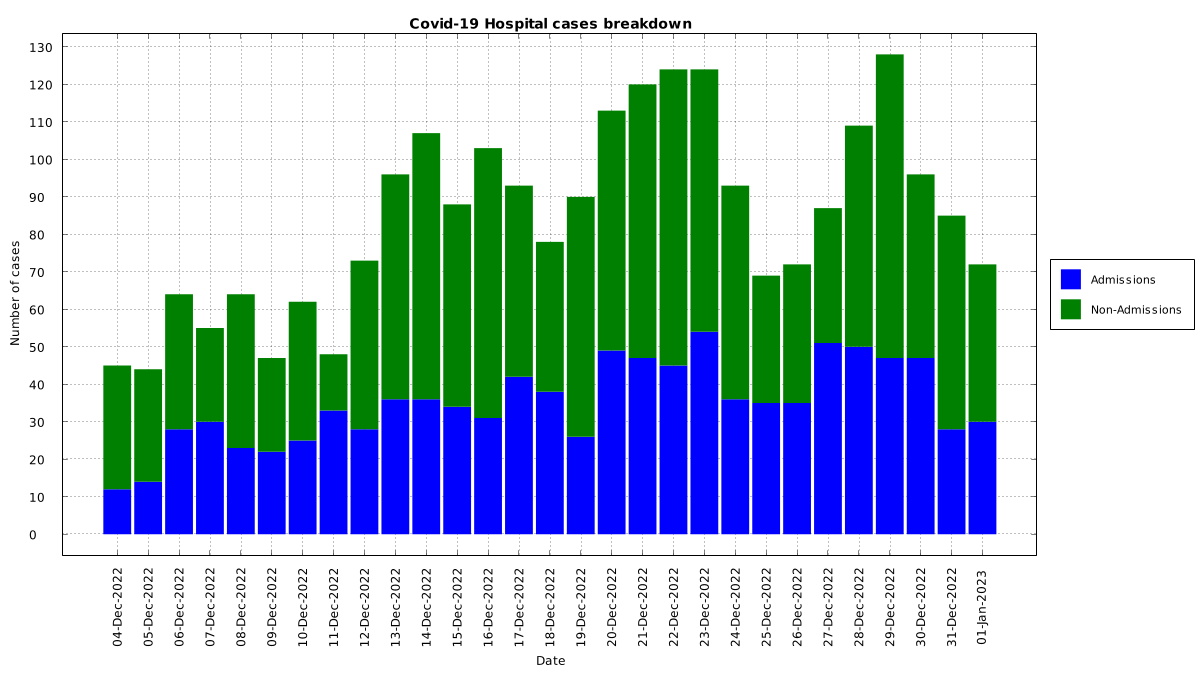 Covid-19 Hospital cases breakdown
130
120
110
100
90
80
70
60
50
40
30
20
10
0
Number of cases
04-Dec-2022
05-Dec-2022
06-Dec-2022
07-Dec-2022
08-Dec-2022
09-Dec-2022
10-Dec-2022
11-Dec-2022
12-Dec-2022
13-Dec-2022
14-Dec-2022
15-Dec-2022
16-Dec-2022
17-Dec-2022
18-Dec-2022
19-Dec-2022
20-Dec-2022
21-Dec-2022
22-Dec-2022
23-Dec-2022
24-Dec-2022
25-Dec-2022
26-Dec-2022
27-Dec-2022
28-Dec-2022
29-Dec-2022
30-Dec-2022
31-Dec-2022
01-Jan-2023
Date
Admissions
Non-Admissions